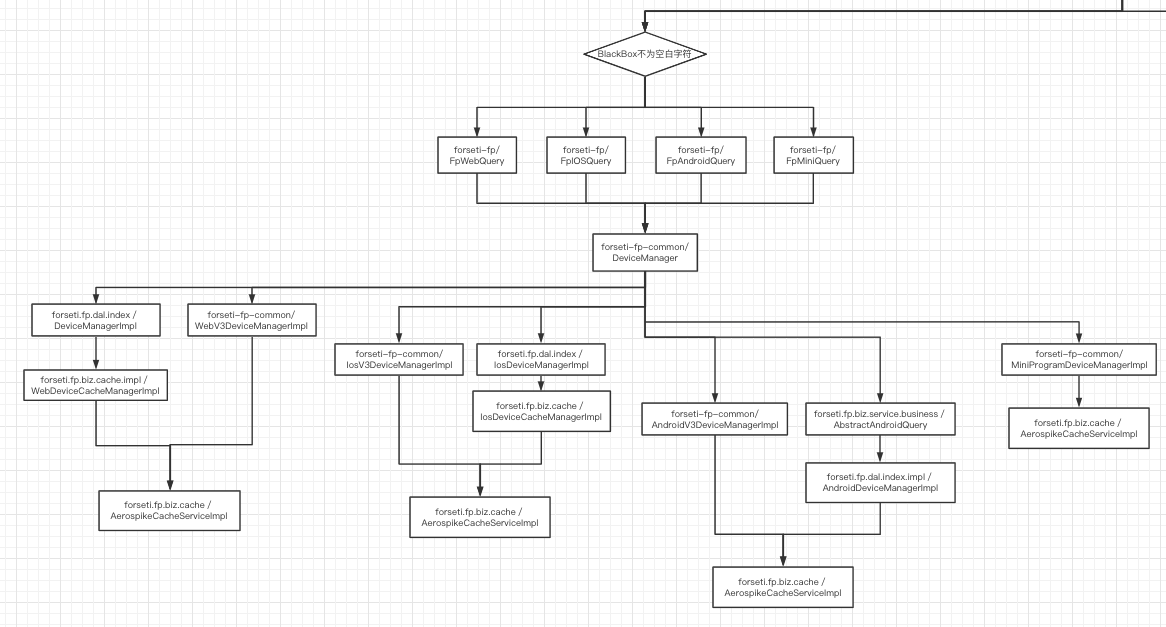 BlackBox不为空白字符
forseti-fp/
FpWebQuery
forseti-fp/
FpIOSQuery
forseti-fp/
FpAndroidQuery
forseti-fp/
FpMiniQuery
forseti-fp-common/
DeviceManager
forseti.fp.dal.index /
DeviceManagerImpl
forseti-fp-common/
WebV3DeviceManagerImpl
forseti-fp-common/
IosV3DeviceManagerImpl
forseti.fp.dal.index /
IosDeviceManagerImpl
forseti-fp-common/
MiniProgramDeviceManagerImpl
forseti.fp.biz.cache.impl /
WebDeviceCacheManagerImpl
forseti.fp.biz.cache /
IosDeviceCacheManagerImpl
forseti-fp-common/
AndroidV3DeviceManagerImpl
forseti.fp.biz.service.business /
AbstractAndroidQuery
forseti.fp.biz.cache /
AerospikeCacheServiceImpl
forseti.fp.dal.index.impl /
AndroidDeviceManagerImpl
forseti.fp.biz.cache /
AerospikeCacheServiceImpl
forseti.fp.biz.cache /
AerospikeCacheServiceImpl
forseti.fp.biz.cache /
AerospikeCacheServiceImpl